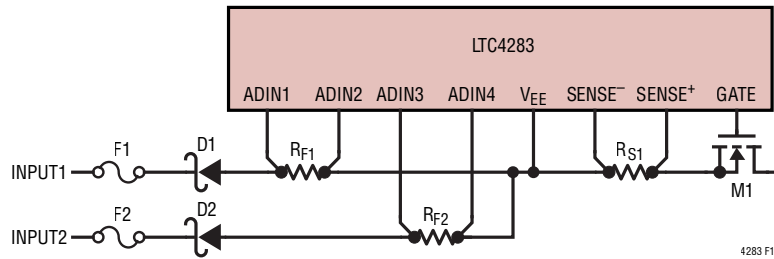 LTC4283
ADIN1 ADIN2 ADIN3 ADIN4 VEE SENSE– SENSE+ GATE
F1 D1 RF1 RS1
INPUT1
M1
F2 D2 RF2
INPUT2
4283 F1